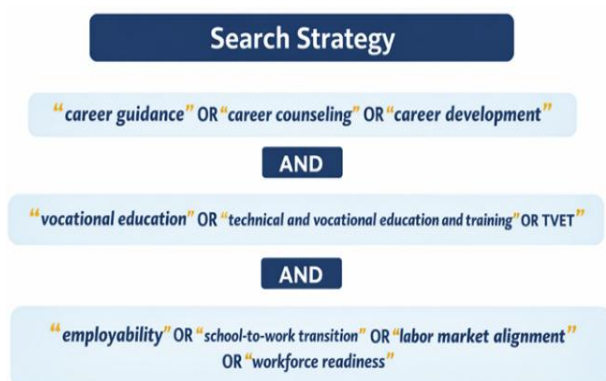 Search Strategy
“career guidance” OR “career counseling” OR “career development”
AND
“vocational education” OR “technical and vocational education and training” OR TVET”
AND
“employability” OR “school-to-work transition” OR “labor market alignment”
OR “workforce readiness”